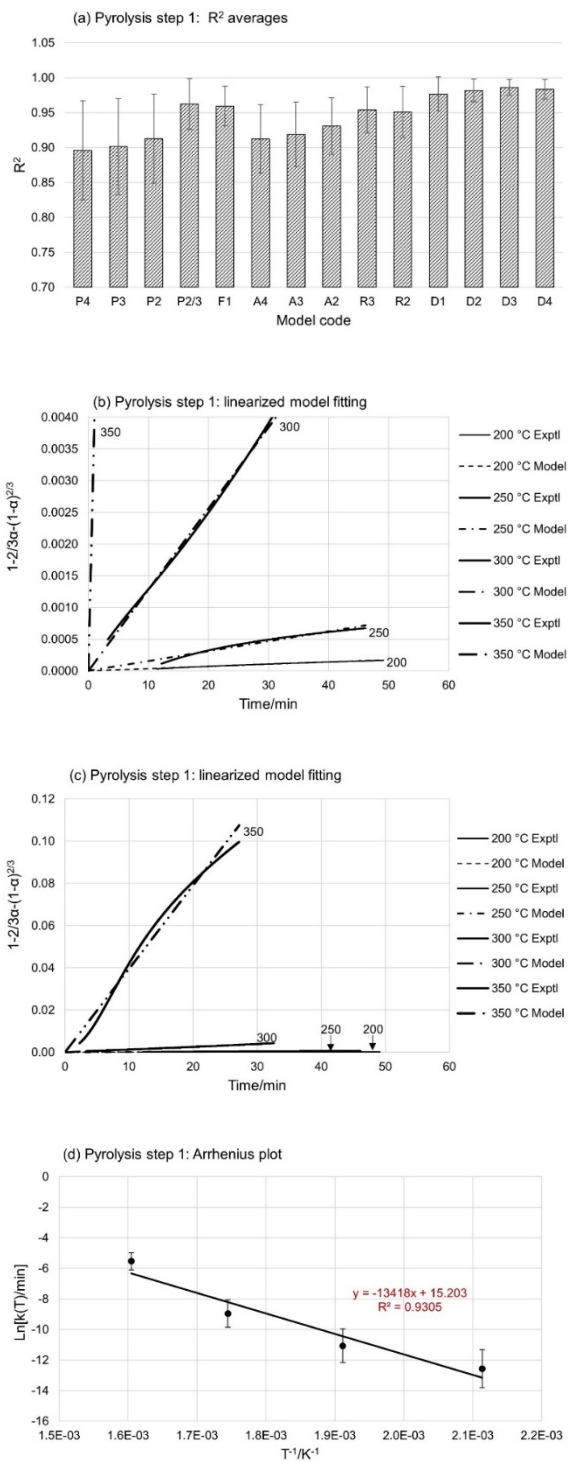 (a) Pyrolysis step 1: R² averages
1.05
1.00
0.95
0.90
0.85
0.80
0.75
0.70
R²
P4 P3 P2 P2/3 F1 A4 A3 A2 R3 R2 D1 D2 D3 D4
Model code
(b) Pyrolysis step 1: linearized model fitting
0.0040
0.0035
0.0030
0.0025
0.0020
0.0015
0.0010
0.0005
0.0000
1-2/3α-(1-α)^2/3
350
300
250
200
0 10 20 30 40 50 60
Time/min
200 °C Exptl
200 °C Model
250 °C Exptl
250 °C Model
300 °C Exptl
300 °C Model
350 °C Exptl
350 °C Model
(c) Pyrolysis step 1: linearized model fitting
0.12
0.10
0.08
0.06
0.04
0.02
0.00
1-2/3α-(1-α)^2/3
350
300
250 200
0 10 20 30 40 50 60
Time/min
200 °C Exptl
200 °C Model
250 °C Exptl
250 °C Model
300 °C Exptl
300 °C Model
350 °C Exptl
350 °C Model
(d) Pyrolysis step 1: Arrhenius plot
0
-2
-4
-6
-8
-10
-12
-14
-16
Ln[k(T)/min]
y = -13418x + 15.203
R² = 0.9305
1.5E-03 1.6E-03 1.7E-03 1.8E-03 1.9E-03 2.0E-03 2.1E-03 2.2E-03
T⁻¹/K⁻¹